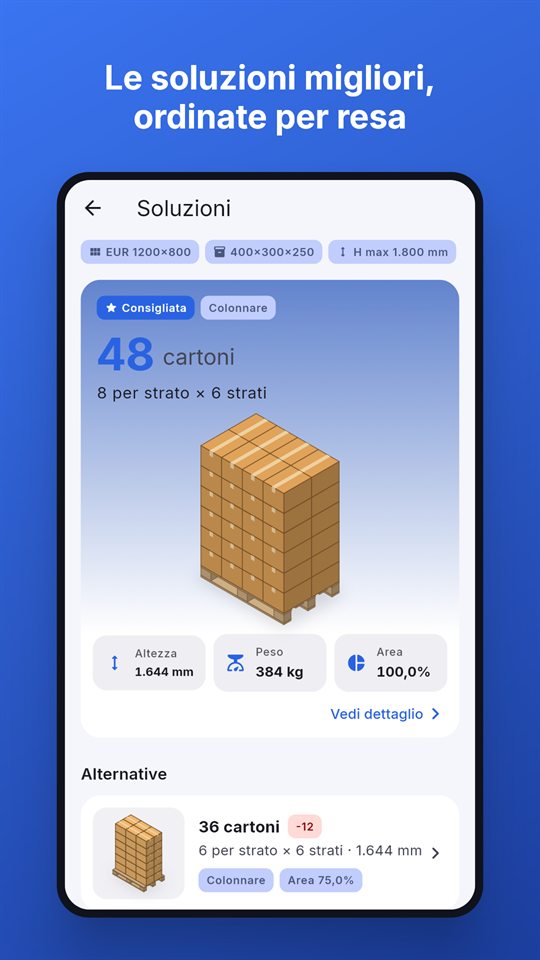 Le soluzioni migliori,
ordinate per resa
Soluzioni
EUR 1200×800
400×300×250
H max 1.800 mm
Consigliata
Colonnare
48 cartoni
8 per strato × 6 strati
Altezza
1.644 mm
Peso
384 kg
Area
100,0%
Vedi dettaglio
Alternative
36 cartoni -12
6 per strato × 6 strati · 1.644 mm
Colonnare
Area 75,0%